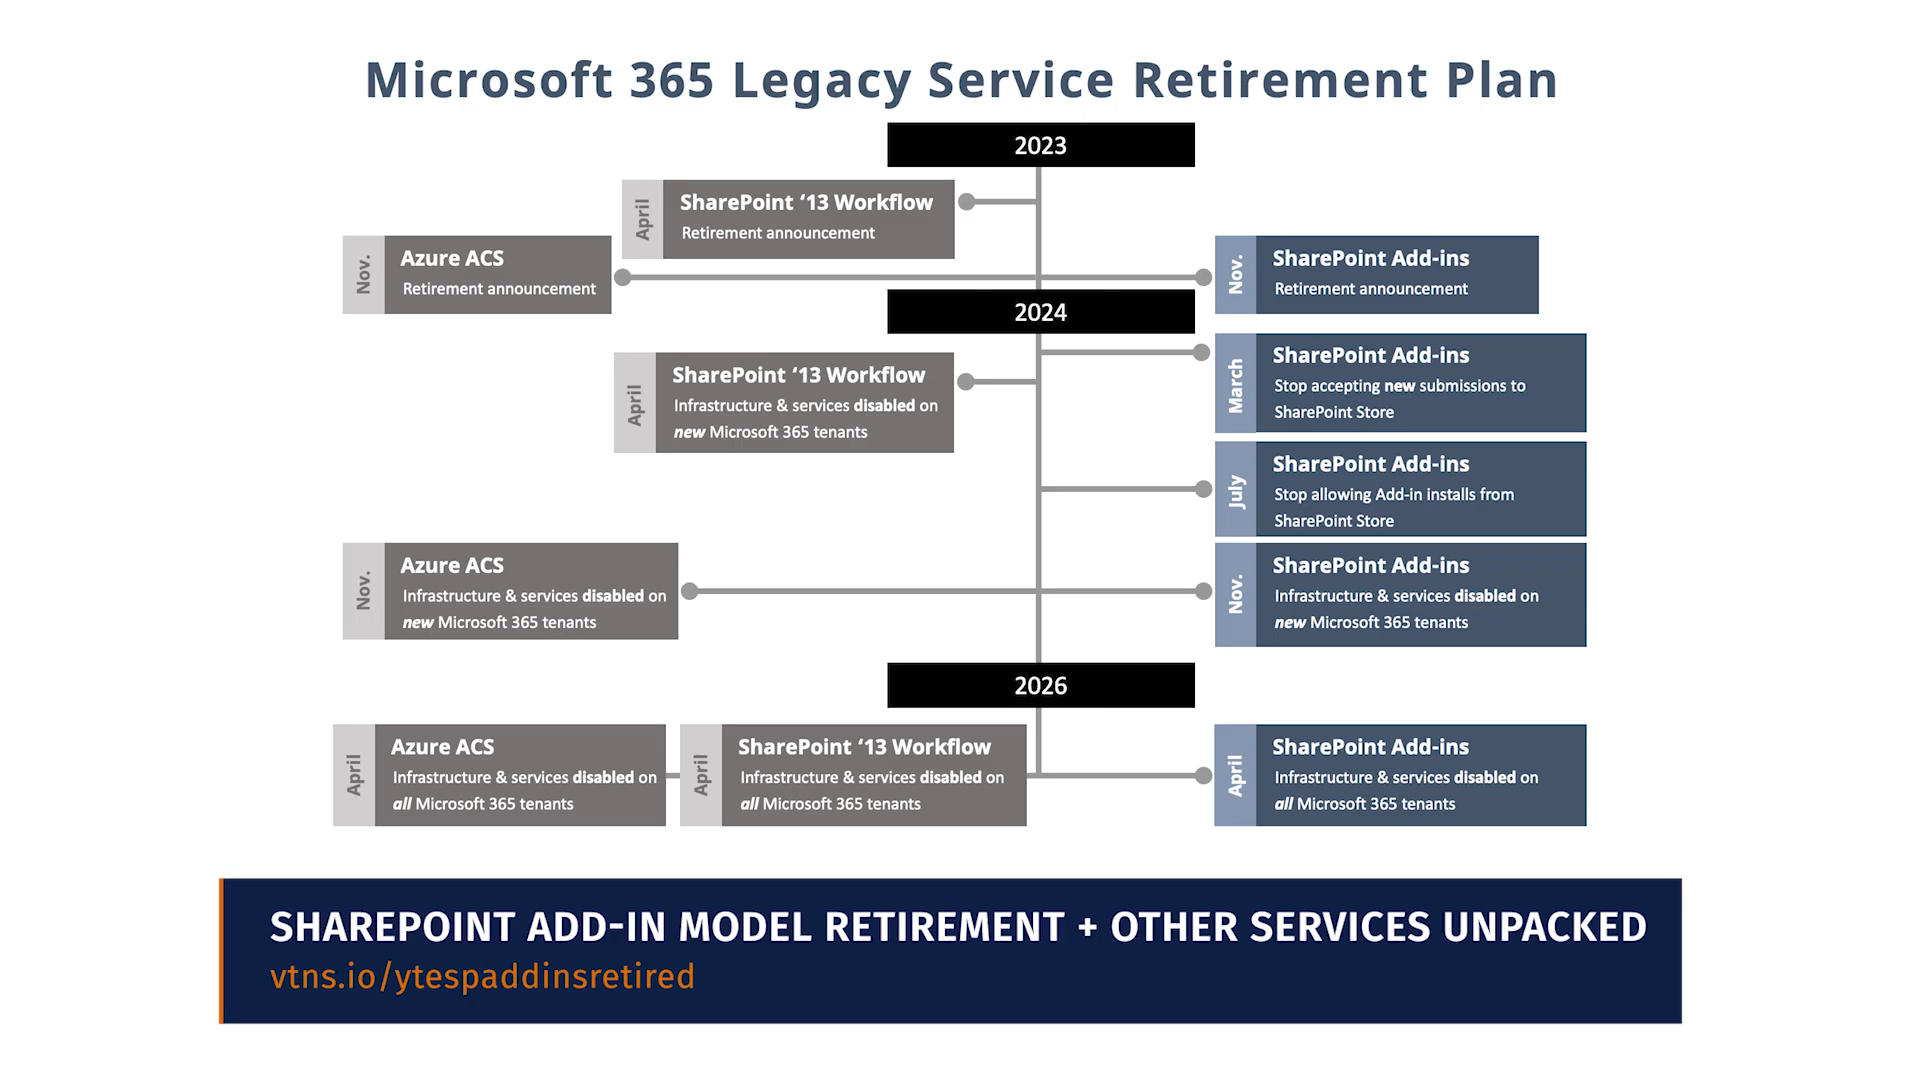 Microsoft 365 Legacy Service Retirement Plan
2023
April
SharePoint ‘13 Workflow
Retirement announcement
Nov.
Azure ACS
Retirement announcement
Nov.
SharePoint Add-ins
Retirement announcement
2024
March
SharePoint Add-ins
Stop accepting new submissions to
SharePoint Store
April
SharePoint ‘13 Workflow
Infrastructure & services disabled on
new Microsoft 365 tenants
July
SharePoint Add-ins
Stop allowing Add-in installs from
SharePoint Store
Nov.
Azure ACS
Infrastructure & services disabled on
new Microsoft 365 tenants
Nov.
SharePoint Add-ins
Infrastructure & services disabled on
new Microsoft 365 tenants
2026
April
Azure ACS
Infrastructure & services disabled on
all Microsoft 365 tenants
April
SharePoint ‘13 Workflow
Infrastructure & services disabled on
all Microsoft 365 tenants
April
SharePoint Add-ins
Infrastructure & services disabled on
all Microsoft 365 tenants
SHAREPOINT ADD-IN MODEL RETIREMENT + OTHER SERVICES UNPACKED
vtns.io/ytespaddinsretired